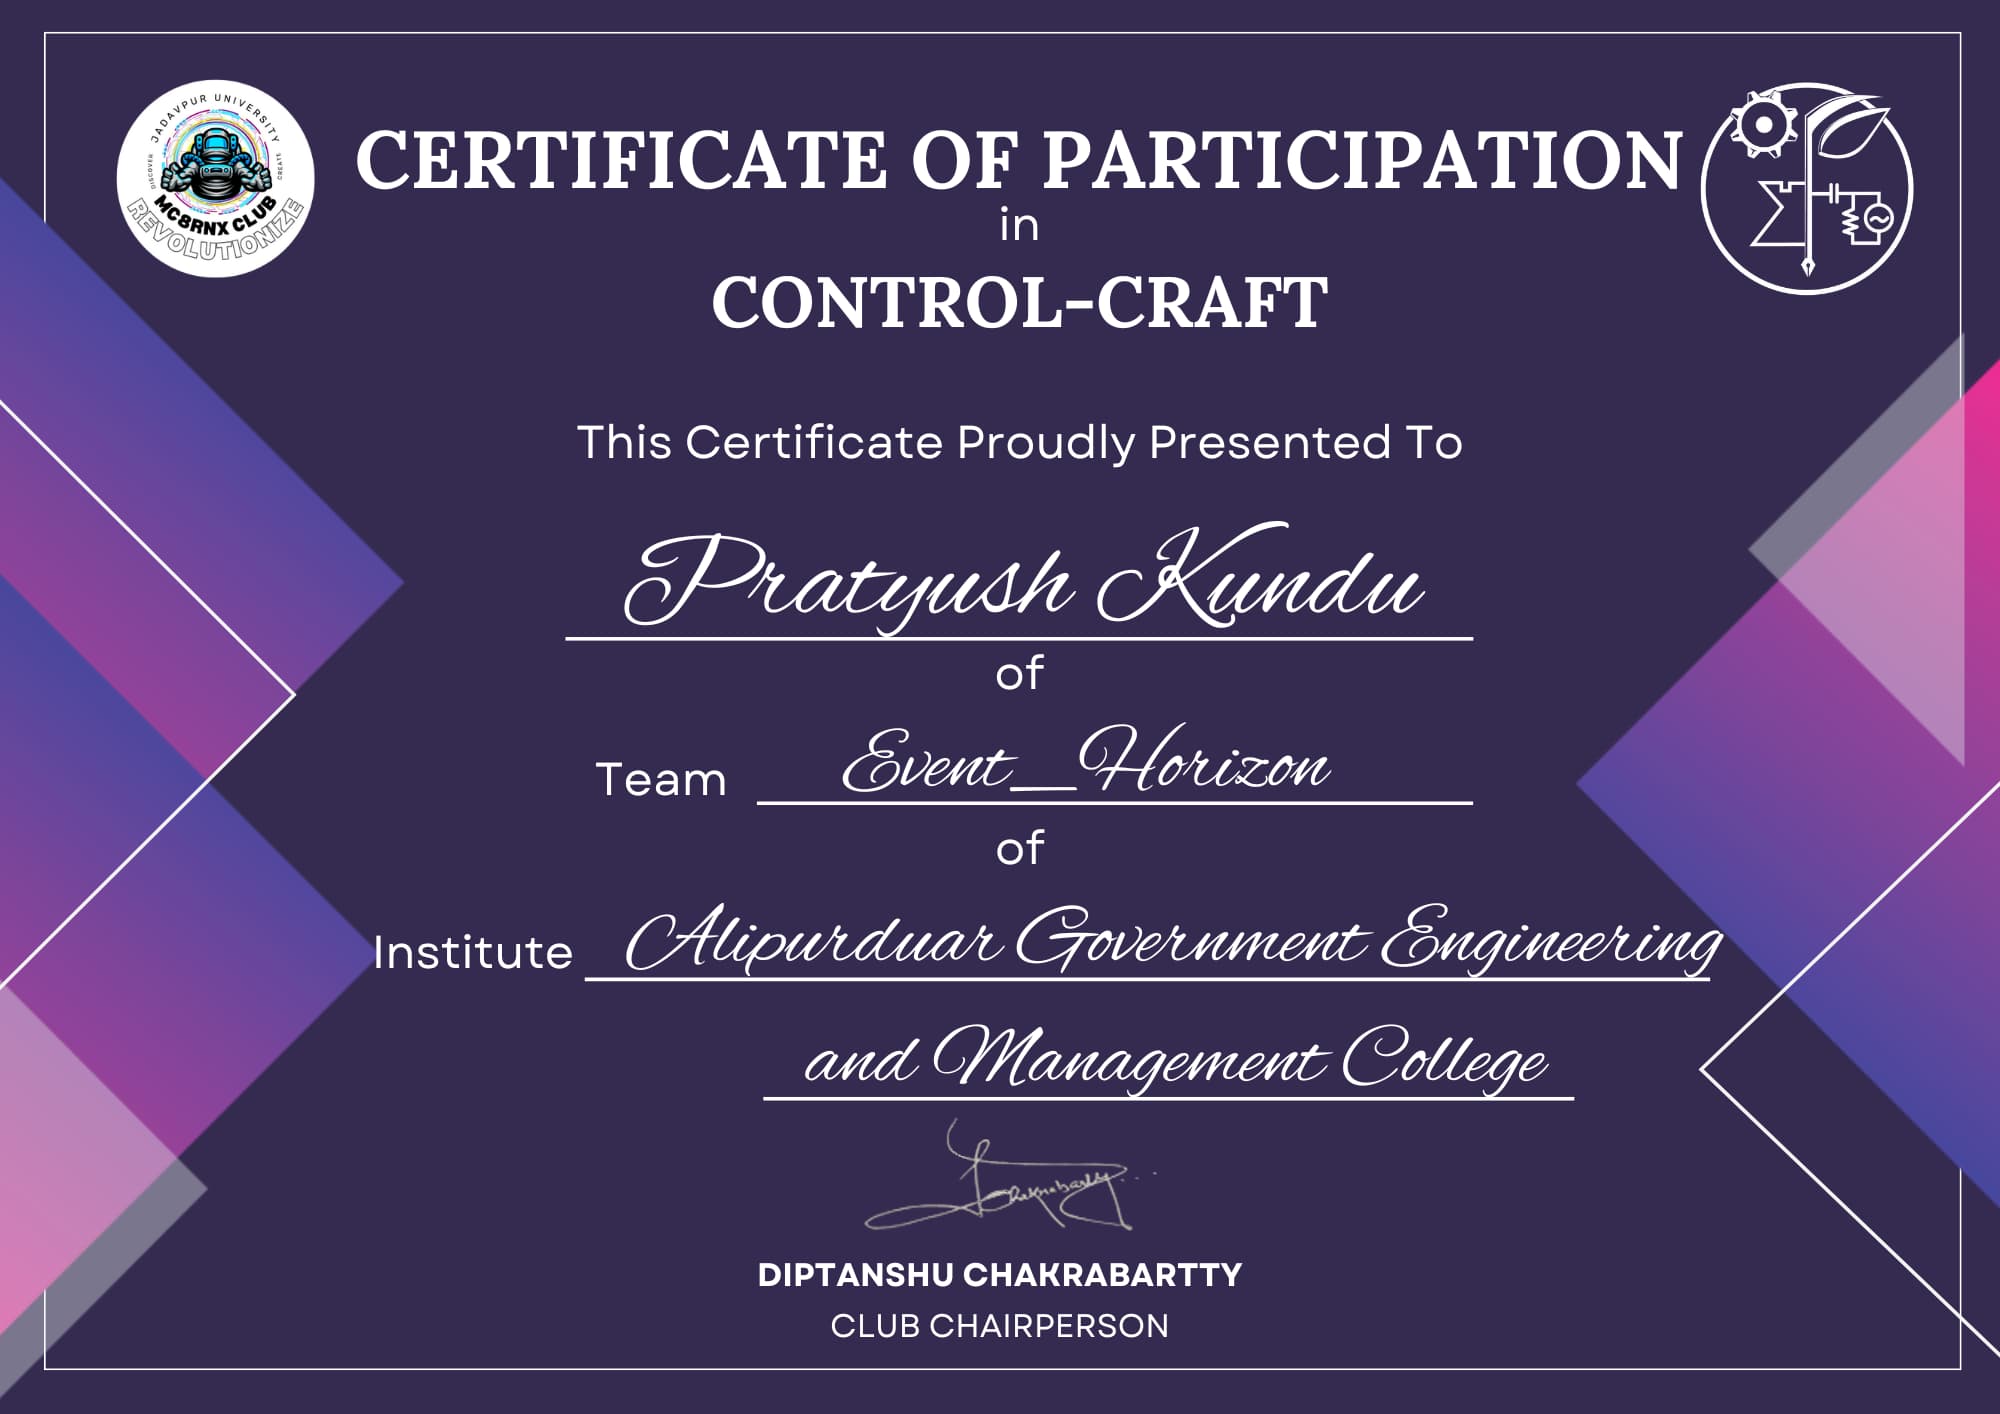 JADAVPUR UNIVERSITY
DISCOVER
CREATE
MC8RNX CLUB
REVOLUTIONIZE
CERTIFICATE OF PARTICIPATION
in
CONTROL-CRAFT
This Certificate Proudly Presented To
Pratyush Kundu
of
Team Event_Horizon
of
Institute Alipurduar Government Engineering
and Management College
Chakrabartty
DIPTANSHU CHAKRABARTTY
CLUB CHAIRPERSON